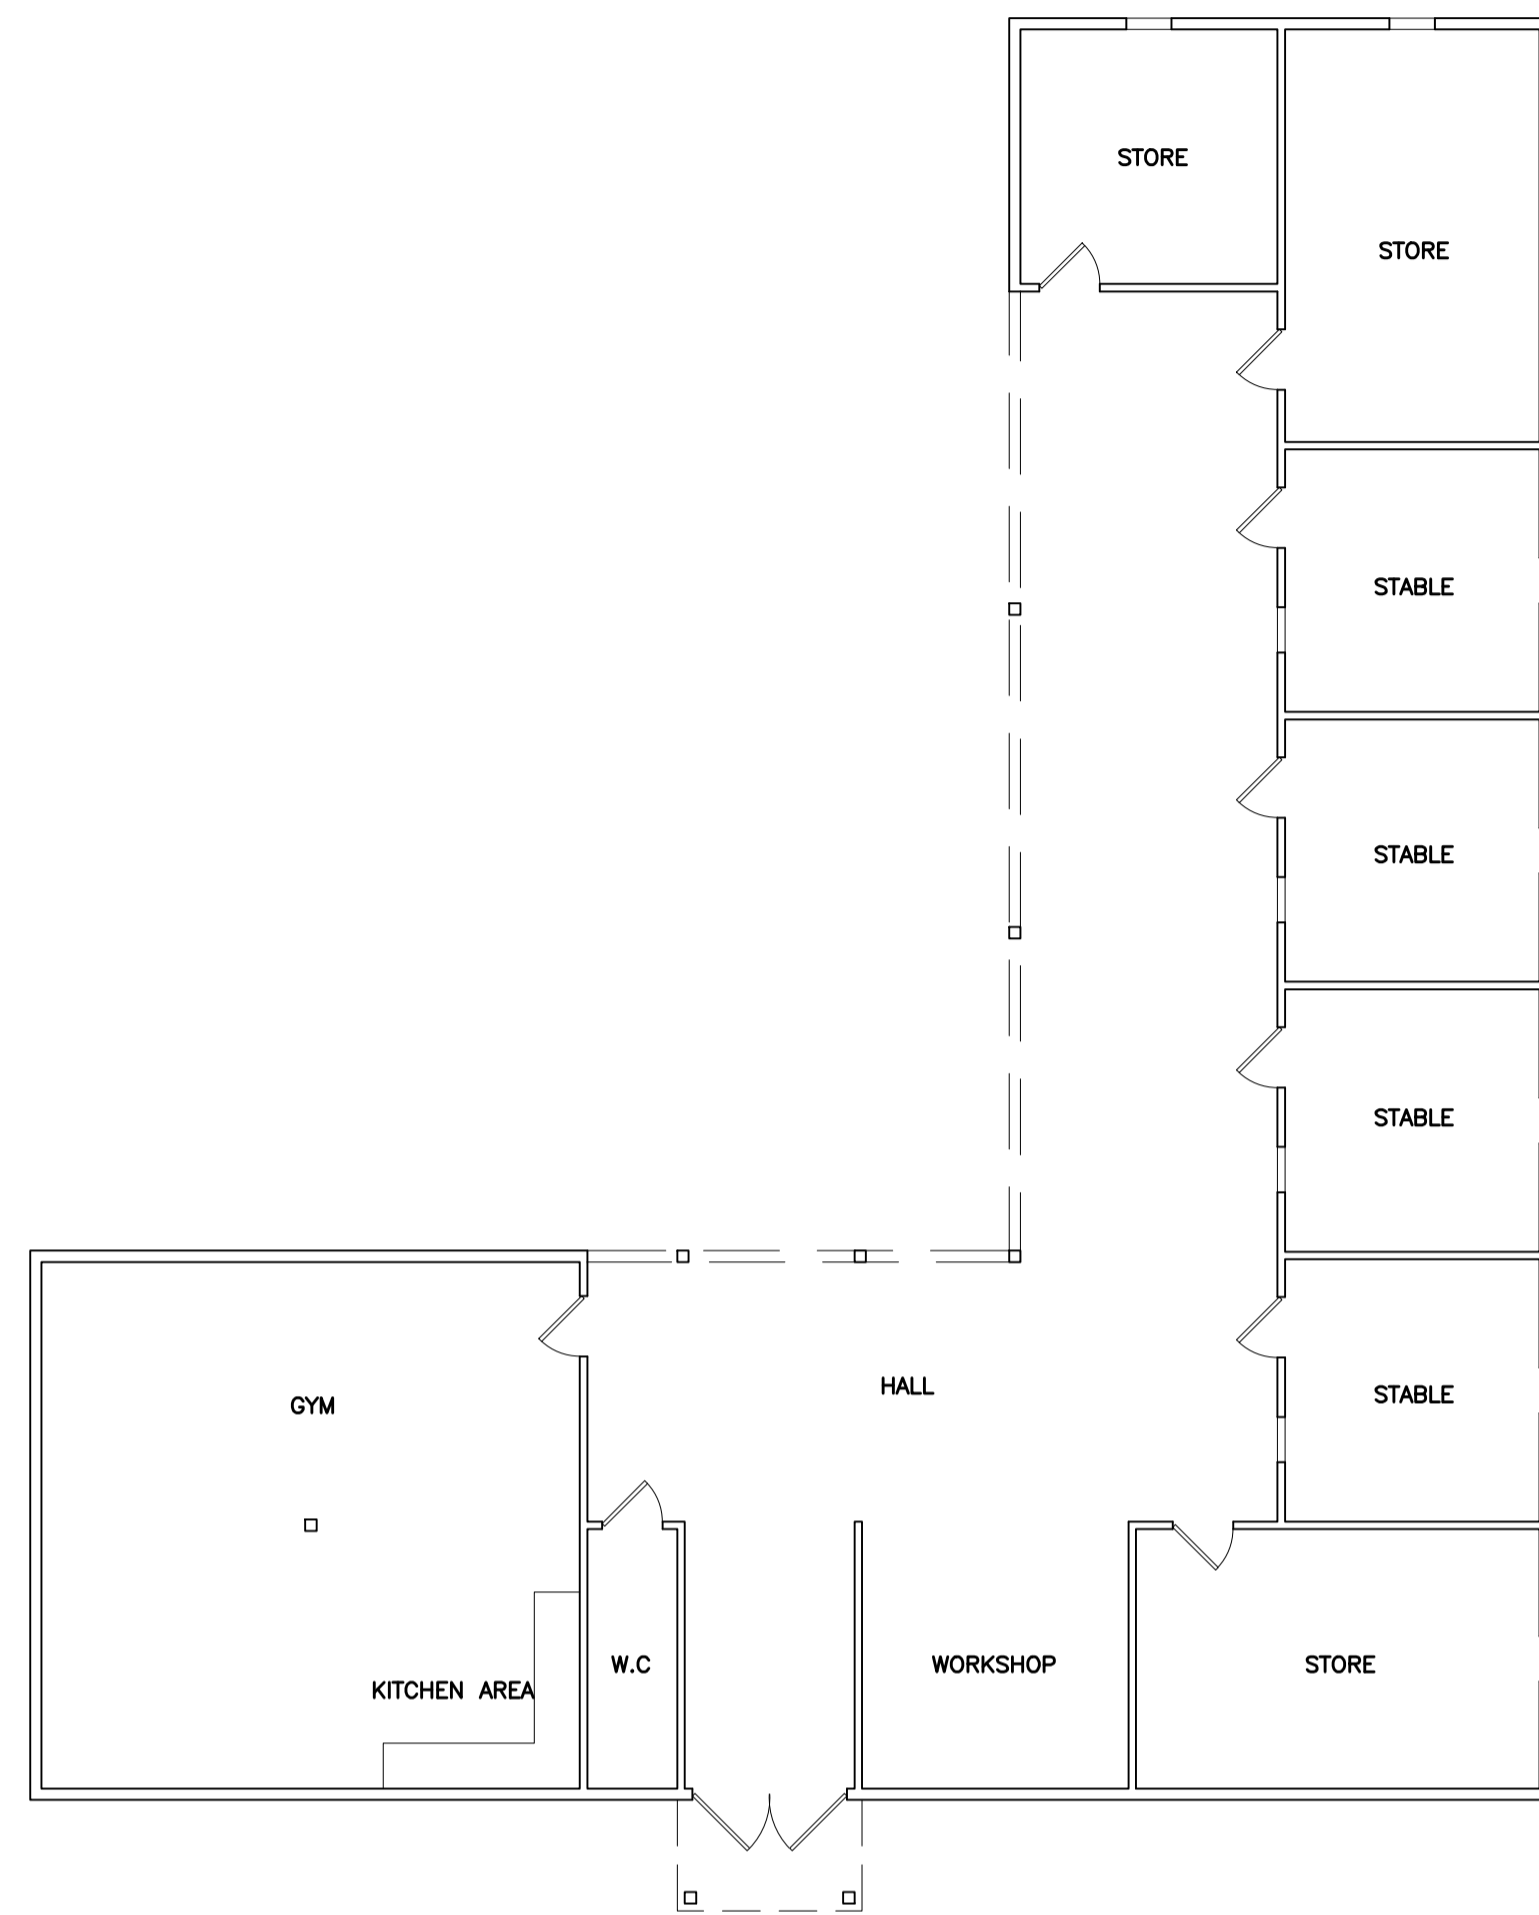 STORE
STORE
STABLE
STABLE
STABLE
HALL
STABLE
GYM
W.C
WORKSHOP
STORE
KITCHEN AREA